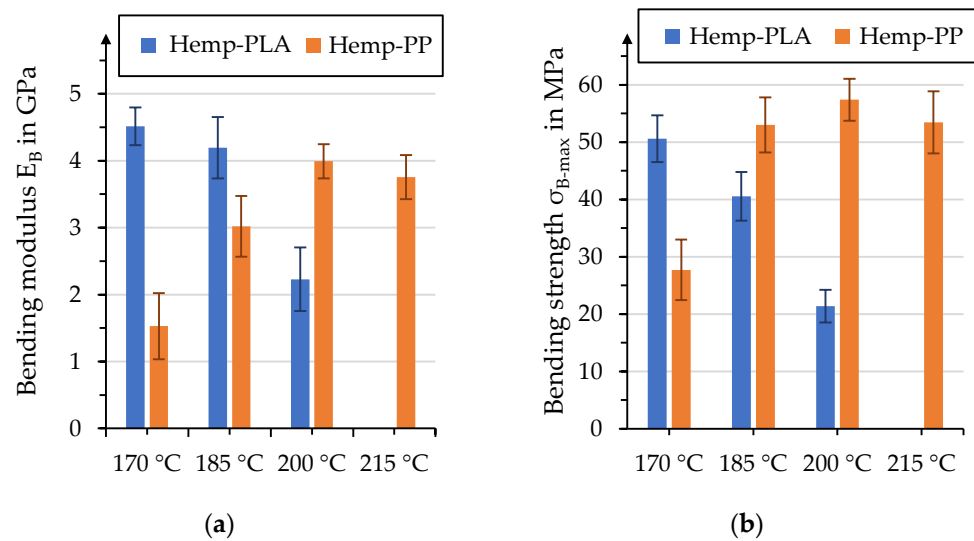 Hemp-PLA Hemp-PP
Bending modulus E_B in GPa
5
4
3
2
1
0
170 °C 185 °C 200 °C 215 °C
(a)
Hemp-PLA Hemp-PP
Bending strength σ_B-max in MPa
60
50
40
30
20
10
0
170 °C 185 °C 200 °C 215 °C
(b)